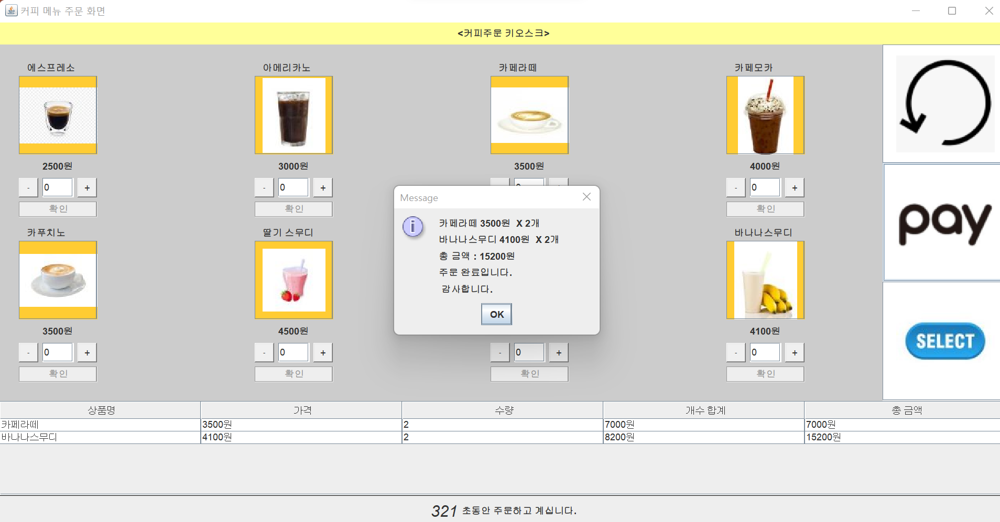 커피 메뉴 주문 화면
<커피주문 키오스크>
에스프레소 아메리카노 카페라떼 카페모카
2500원 3000원 3500원 4000원
- 0 + - 0 + - 0 +
확인 확인 확인
카푸치노 딸기 스무디 바나나스무디
3500원 4500원 4100원
- 0 + - 0 + - 0 + - 0 +
확인 확인 확인 확인
pay
SELECT
Message
i
카페라떼 3500원 X 2개
바나나스무디 4100원 X 2개
총 금액 : 15200원
주문 완료입니다.
감사합니다.
OK
상품명 가격 수량 개수 합계 총 금액
카페라떼 3500원 2 7000원 7000원
바나나스무디 4100원 2 8200원 15200원
321 초동안 주문하고 계십니다.